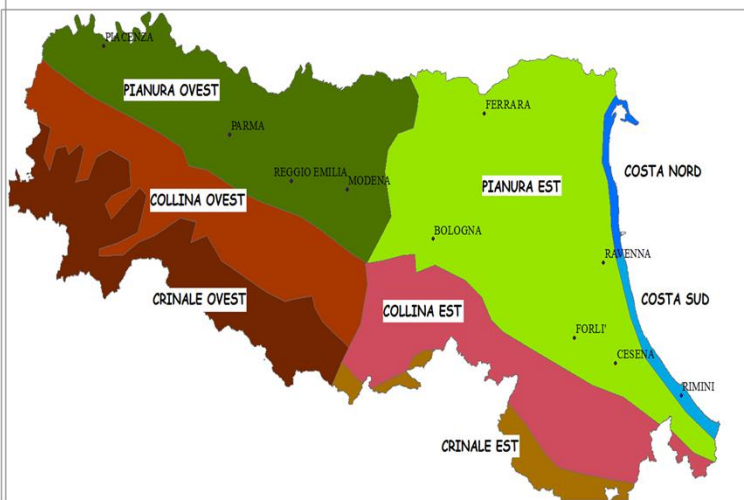 PIACENZA
PIANURA OVEST
FERRARA
PARMA
COSTA NORD
REGGIO EMILIA
MODENA
PIANURA EST
COLLINA OVEST
BOLOGNA
RAVENNA
CRINALE OVEST
COSTA SUD
COLLINA EST
FORLI'
CESENA
RIMINI
CRINALE EST